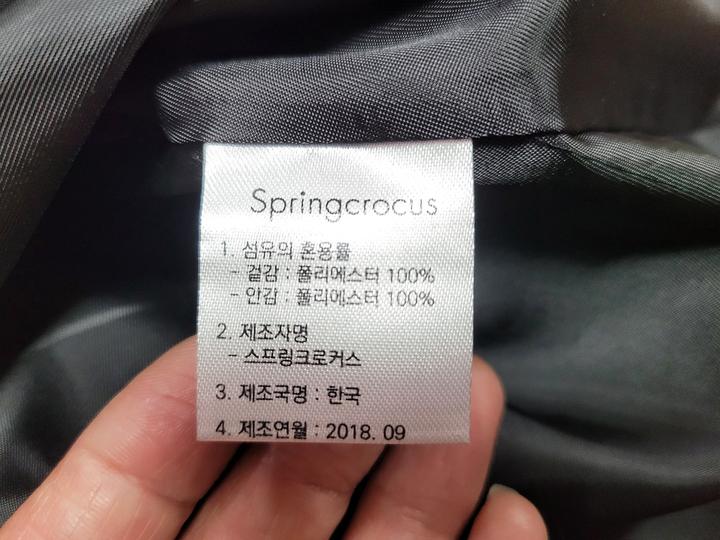 Springcrocus
1. 섬유의 혼용률
- 겉감 : 폴리에스터 100%
- 안감 : 폴리에스터 100%
2. 제조자명
- 스프링크로커스
3. 제조국명 : 한국
4. 제조연월 : 2018. 09